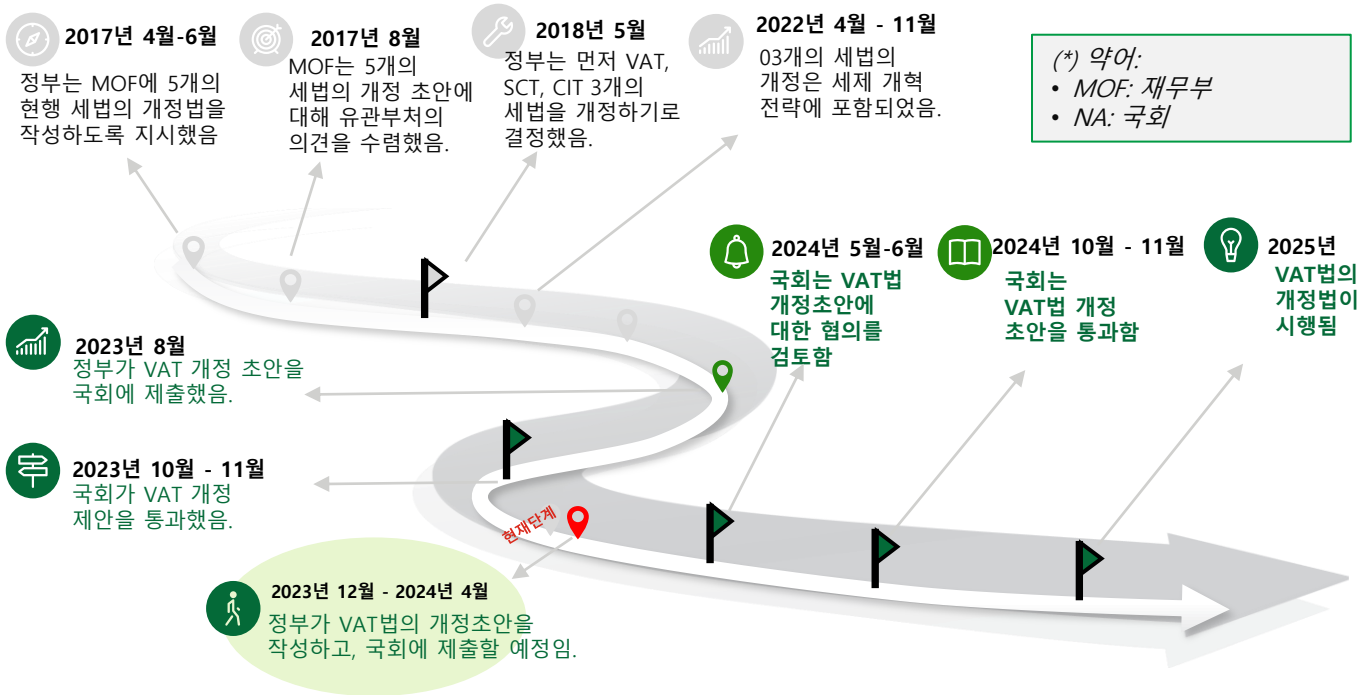 2017년 4월-6월
정부는 MOF에 5개의
현행 세법의 개정법을
작성하도록 지시했음
2017년 8월
MOF는 5개의
세법의 개정 초안에
대해 유관부처의
의견을 수렴했음.
2018년 5월
정부는 먼저 VAT,
SCT, CIT 3개의
세법을 개정하기로
결정했음.
2022년 4월 - 11월
03개의 세법의
개정은 세제 개혁
전략에 포함되었음.
(*) 약어:
• MOF: 재무부
• NA: 국회
2024년 5월-6월
국회는 VAT법
개정초안에
대한 협의를
검토함
2024년 10월 - 11월
국회는
VAT법 개정
초안을 통과함
2025년
VAT법의
개정법이
시행됨
2023년 8월
정부가 VAT 개정 초안을
국회에 제출했음.
2023년 10월 - 11월
국회가 VAT 개정
제안을 통과했음.
현재단계
2023년 12월 - 2024년 4월
정부가 VAT법의 개정초안을
작성하고, 국회에 제출할 예정임.